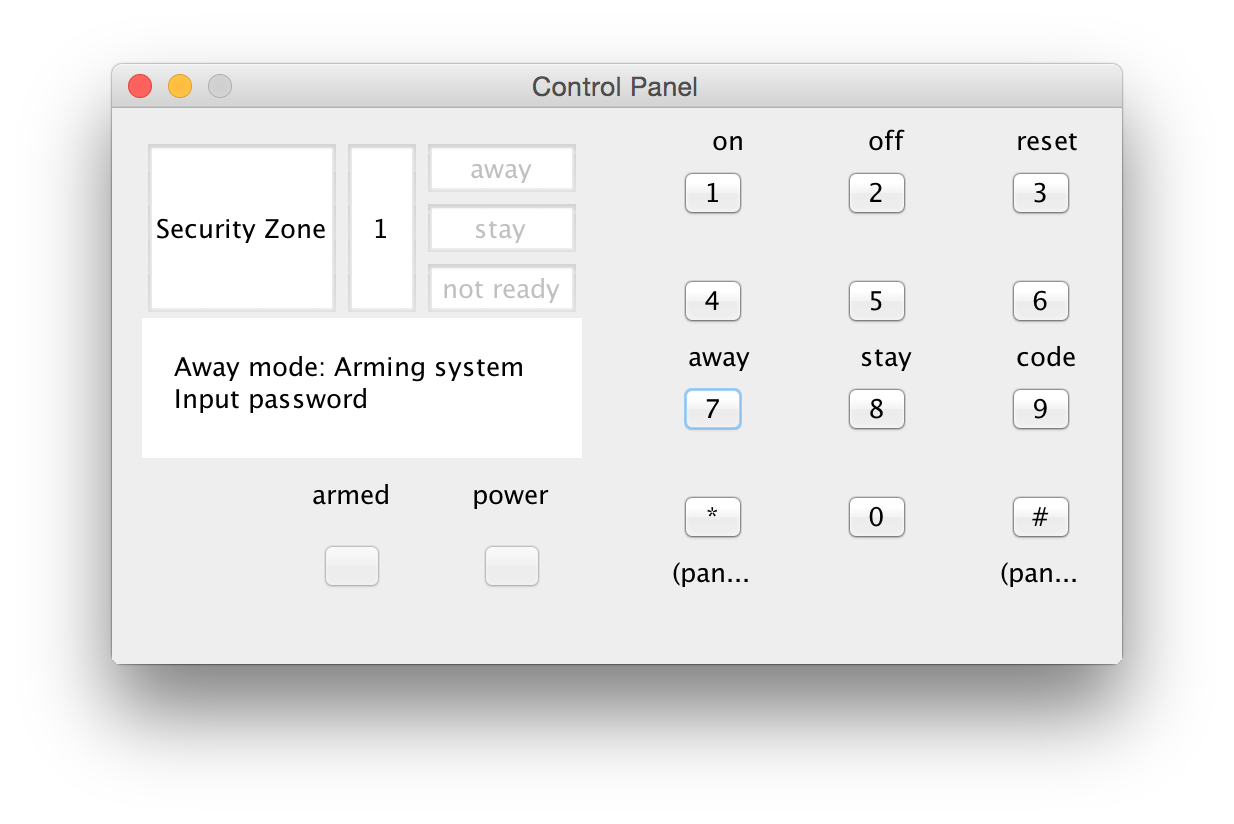 Control Panel
Security Zone
1
away
stay
not ready
Away mode: Arming system
Input password
armed power
on off reset
1 2 3
4 5 6
away stay code
7 8 9
* 0 #
(pan... (pan...